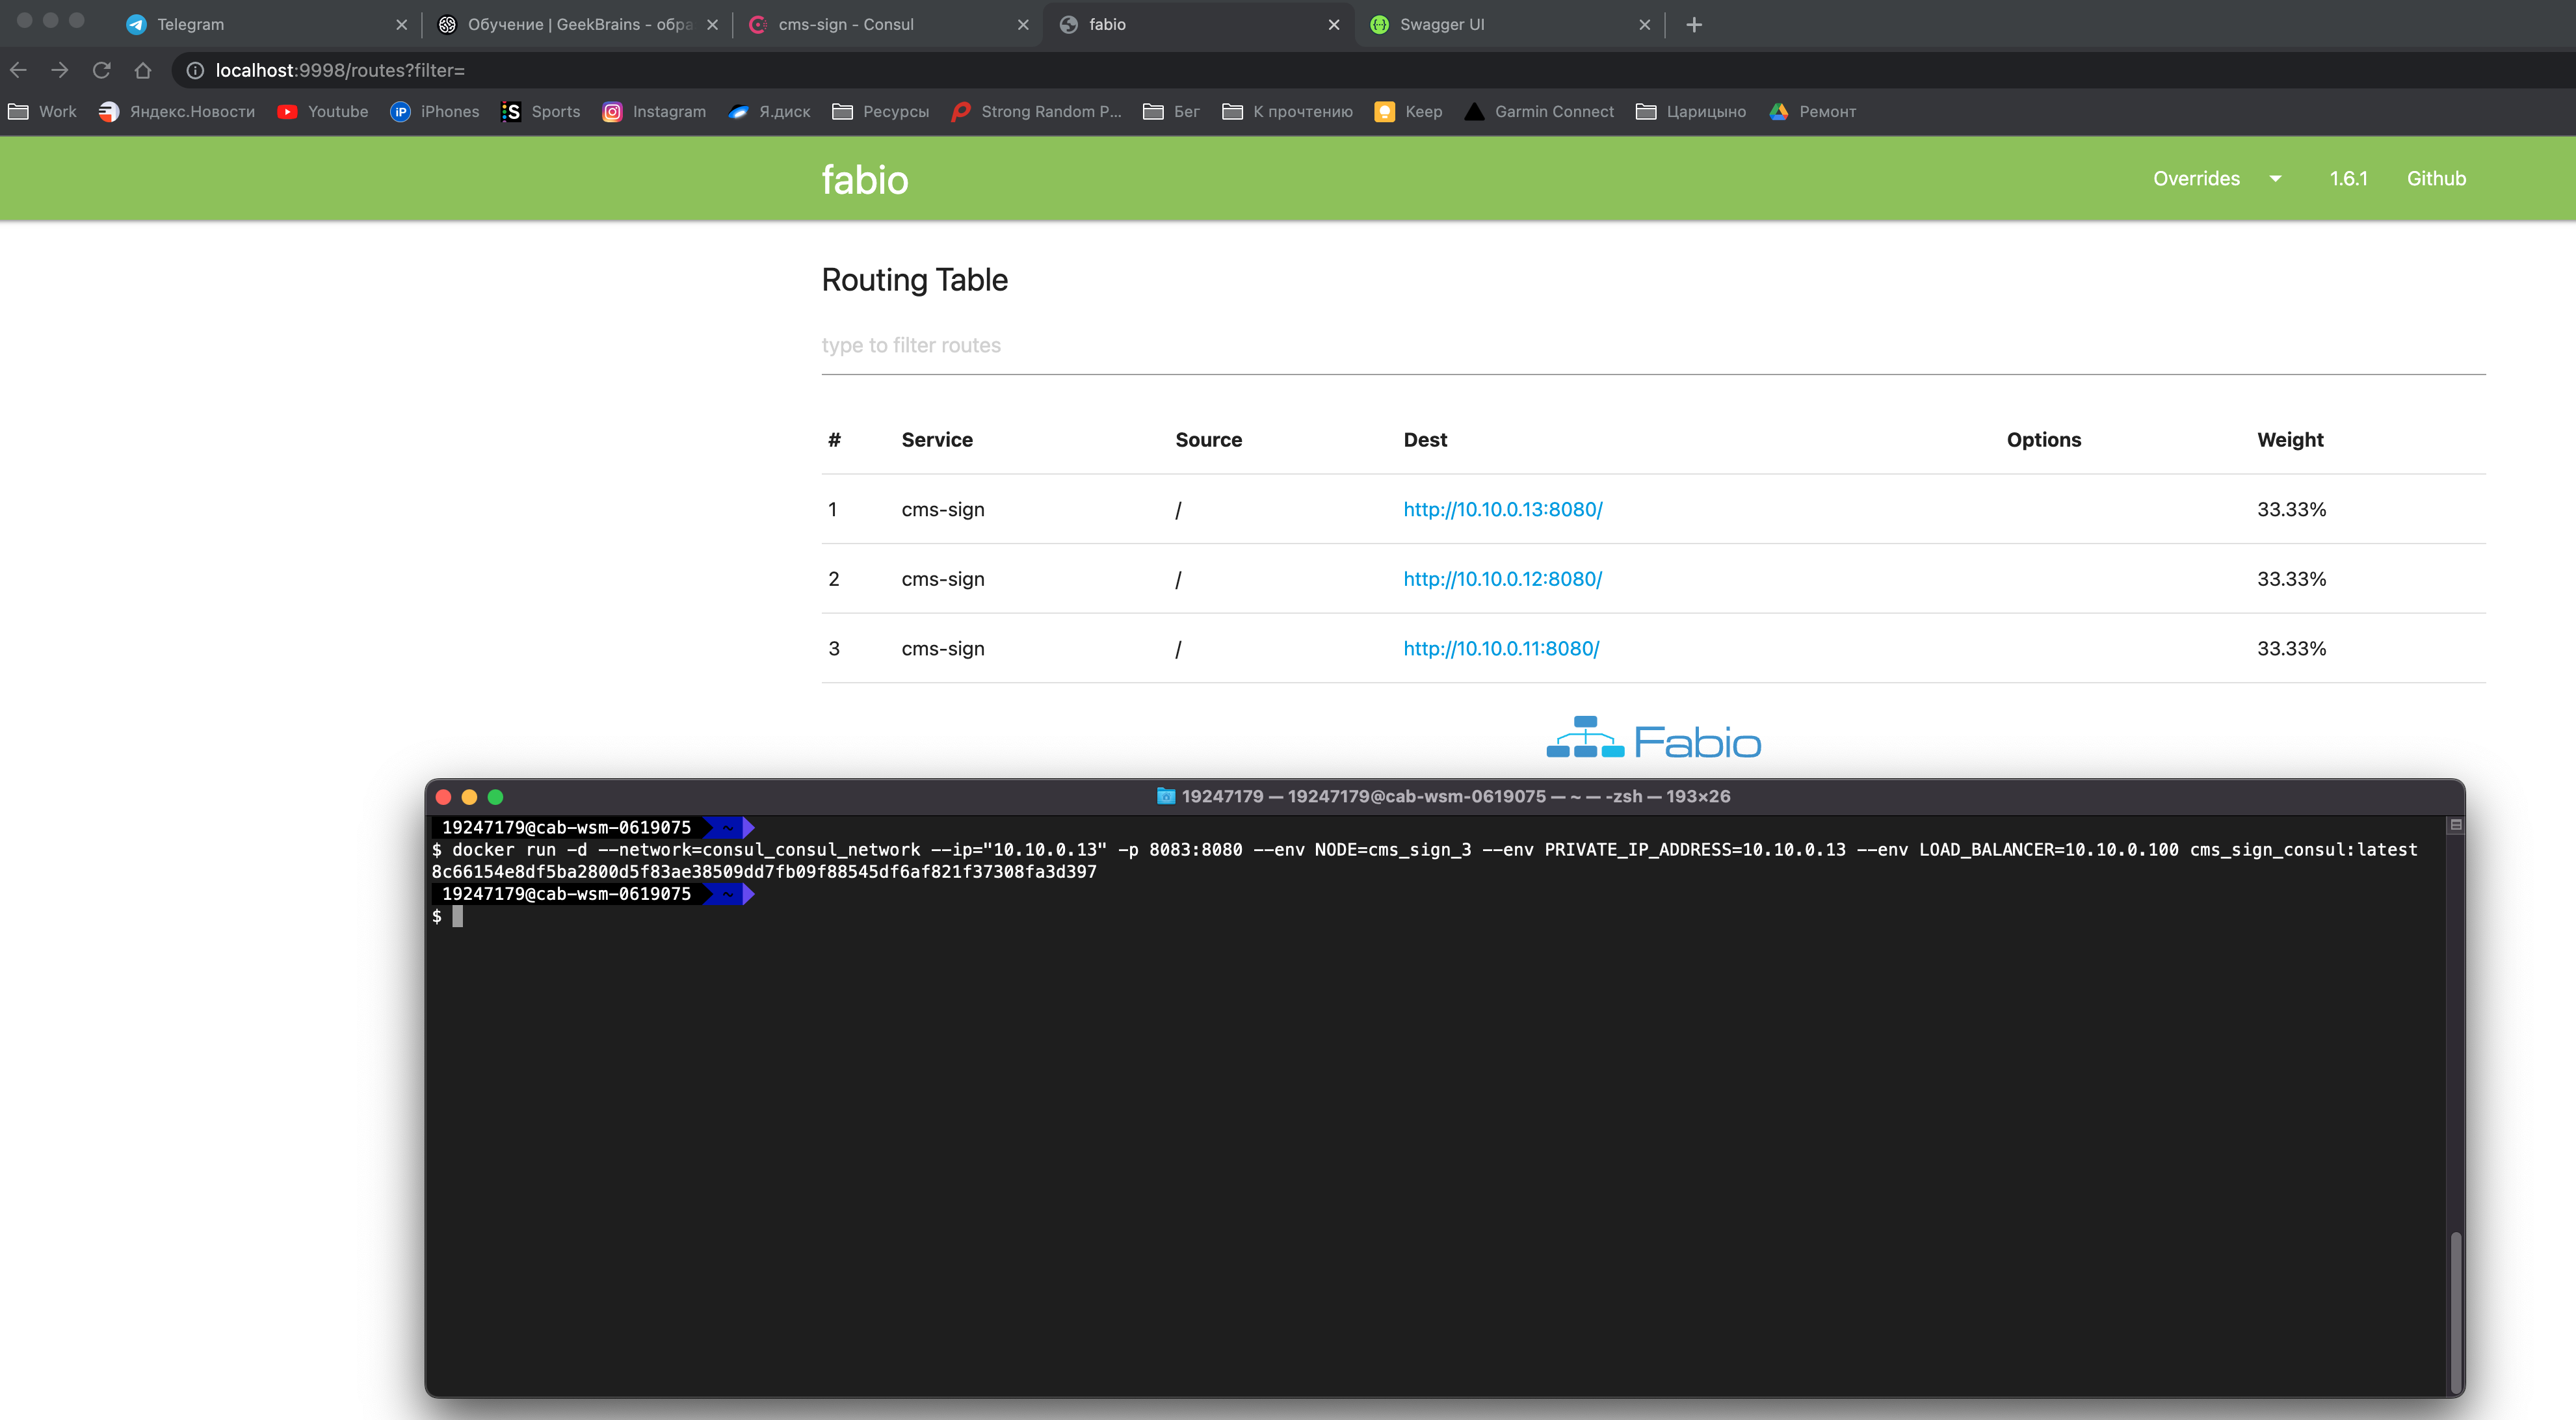 Telegram
Обучение | GeekBrains - обра
cms-sign - Consul
fabio
Swagger UI
localhost:9998/routes?filter=
Work Яндекс.Новости Youtube iPhones Sports Instagram Я.диск Ресурсы Strong Random P... Бег К прочтению Keep Garmin Connect Царицыно Ремонт
fabio Overrides 1.6.1 Github
Routing Table
type to filter routes
# Service Source Dest Options Weight
1 cms-sign / http://10.10.0.13:8080/ 33.33%
2 cms-sign / http://10.10.0.12:8080/ 33.33%
3 cms-sign / http://10.10.0.11:8080/ 33.33%
Fabio
19247179 — 19247179@cab-wsm-0619075 — ~ — -zsh — 193×26
19247179@cab-wsm-0619075 ~
$ docker run -d --network=consul_consul_network --ip="10.10.0.13" -p 8083:8080 --env NODE=cms_sign_3 --env PRIVATE_IP_ADDRESS=10.10.0.13 --env LOAD_BALANCER=10.10.0.100 cms_sign_consul:latest
8c66154e8df5ba2800d5f83ae38509dd7fb09f88545df6af821f37308fa3d397
19247179@cab-wsm-0619075 ~
$